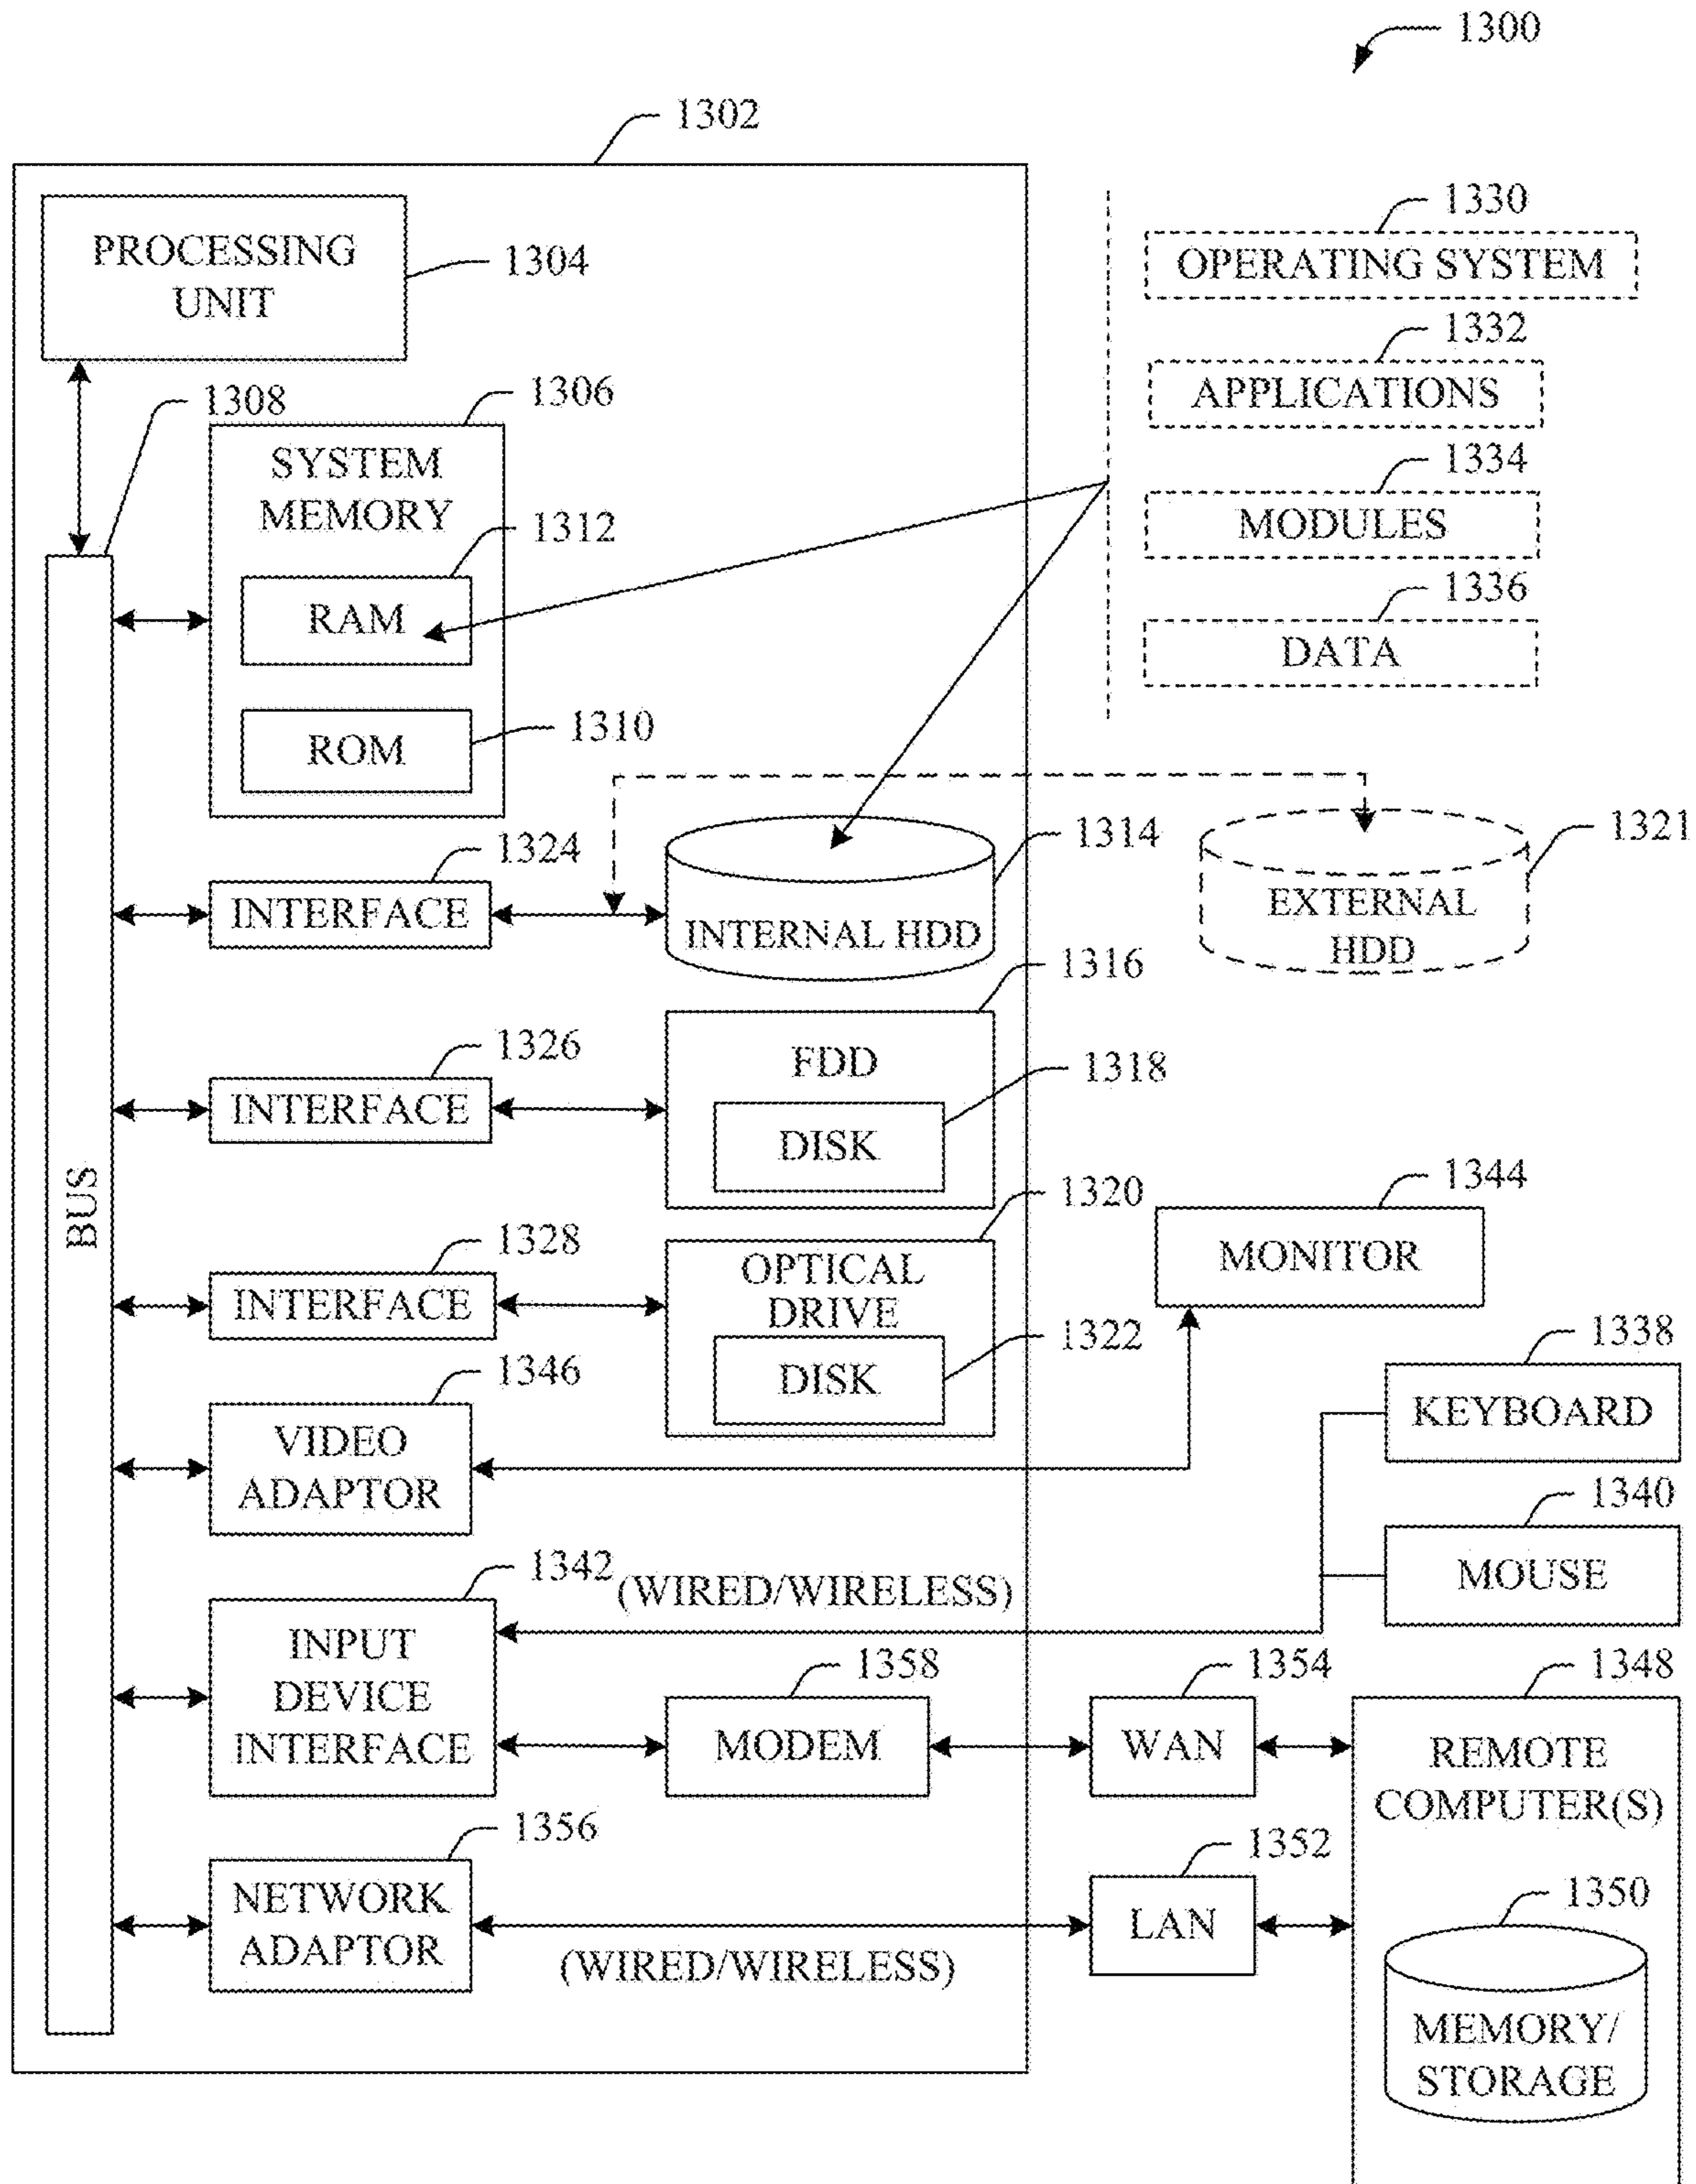 1300
1302
PROCESSING
UNIT
1304
1330
OPERATING SYSTEM
1332
APPLICATIONS
1334
MODULES
1336
DATA
1308
1306
SYSTEM
MEMORY
1312
RAM
1310
ROM
1324
INTERFACE
1314
INTERNAL HDD
1321
EXTERNAL
HDD
1326
INTERFACE
1316
FDD
1318
DISK
BUS
1328
INTERFACE
1320
OPTICAL
DRIVE
1322
DISK
1344
MONITOR
1346
VIDEO
ADAPTOR
1338
KEYBOARD
1340
MOUSE
1342
(WIRED/WIRELESS)
INPUT
DEVICE
INTERFACE
1358
MODEM
1354
WAN
1348
REMOTE
COMPUTER(S)
1356
NETWORK
ADAPTOR
(WIRED/WIRELESS)
1352
LAN
1350
MEMORY/
STORAGE